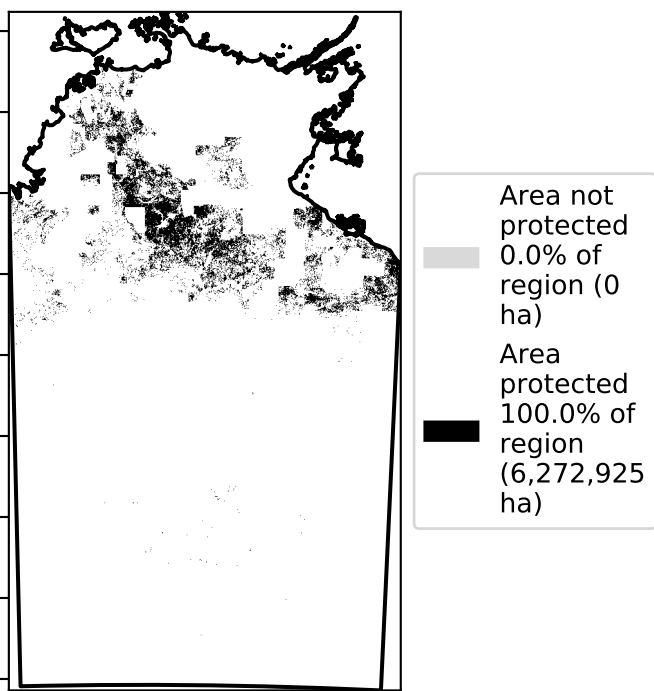 Area not
protected
0.0% of
region (0
ha)
Area
protected
100.0% of
region
(6,272,925
ha)